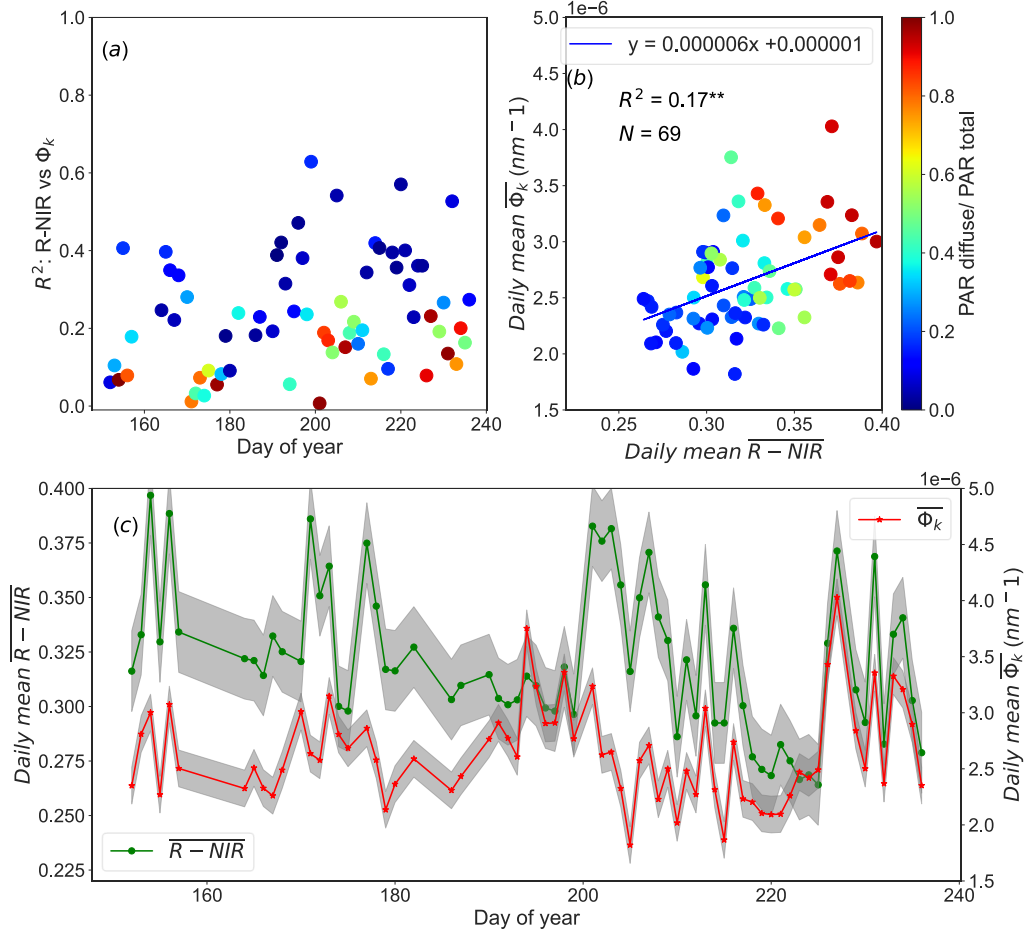 1.0
0.8
0.6
0.4
0.2
0.0
(a)
R²: R-NIR vs Φk
160 180 200 220 240
Day of year
1e−6
5.0
4.5
4.0
3.5
3.0
2.5
2.0
1.5
y = 0.000006x +0.000001
(b)
R² = 0.17**
N = 69
Daily mean Φk (nm−1)
0.30 0.35 0.40
Daily mean R − NIR
1.0
0.8
0.6
0.4
0.2
0.0
PAR diffuse/ PAR total
0.400
0.375
0.350
0.325
0.300
0.275
0.250
0.225
Daily mean R − NIR
(c)
Φk
R − NIR
1e−6
5.0
4.5
4.0
3.5
3.0
2.5
2.0
1.5
Daily mean Φk (nm−1)
160 180 200 220 240
Day of year